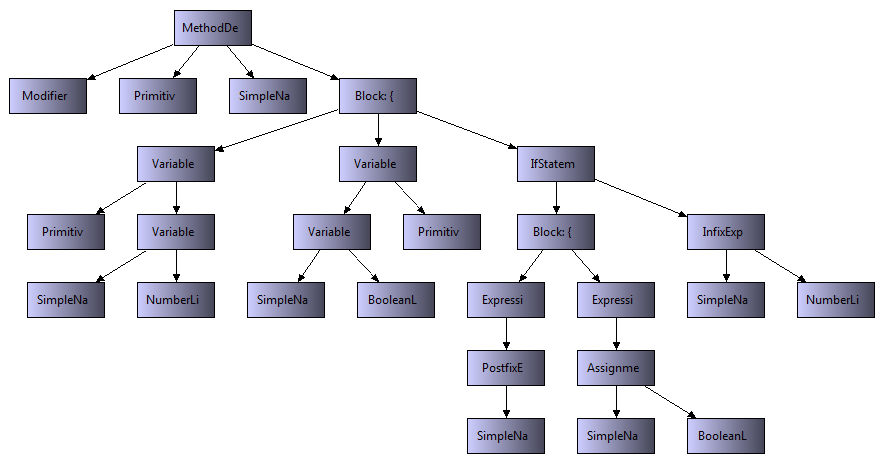 MethodDe
Modifier Primitiv SimpleNa Block: {
Variable Variable IfStatem
Primitiv Variable Variable Primitiv Block: { InfixExp
SimpleNa NumberLi SimpleNa BooleanL Expressi Expressi SimpleNa NumberLi
PostfixE Assignme
SimpleNa SimpleNa BooleanL